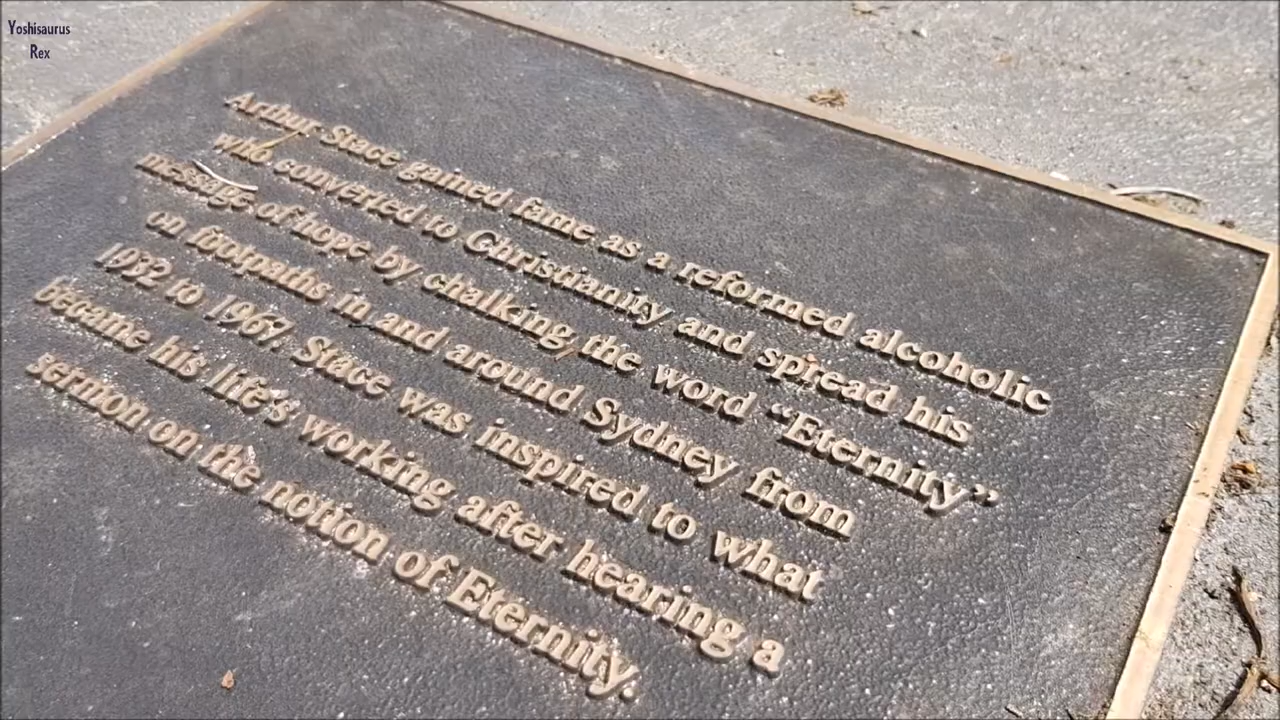 Yoshisaurus
Rex
Arthur Stace gained fame as a reformed alcoholic
who converted to Christianity and spread his
message of hope by chalking the word “Eternity”
on footpaths in and around Sydney from
1932 to 1967. Stace was inspired to what
became his life's working after hearing a
sermon on the notion of Eternity.